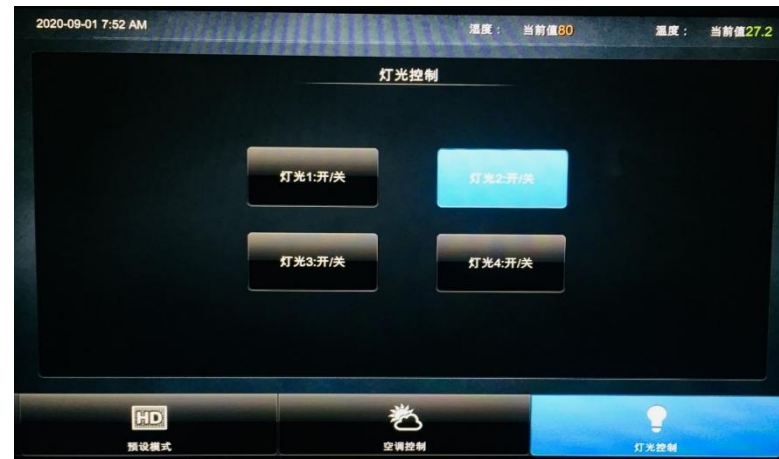 2020-09-01 7:52 AM 湿度： 当前值60 温度： 当前值27.2
灯光控制
灯光1:开/关 灯光2:开/关
灯光3:开/关 灯光4:开/关
HD
预设模式 空调控制 灯光控制